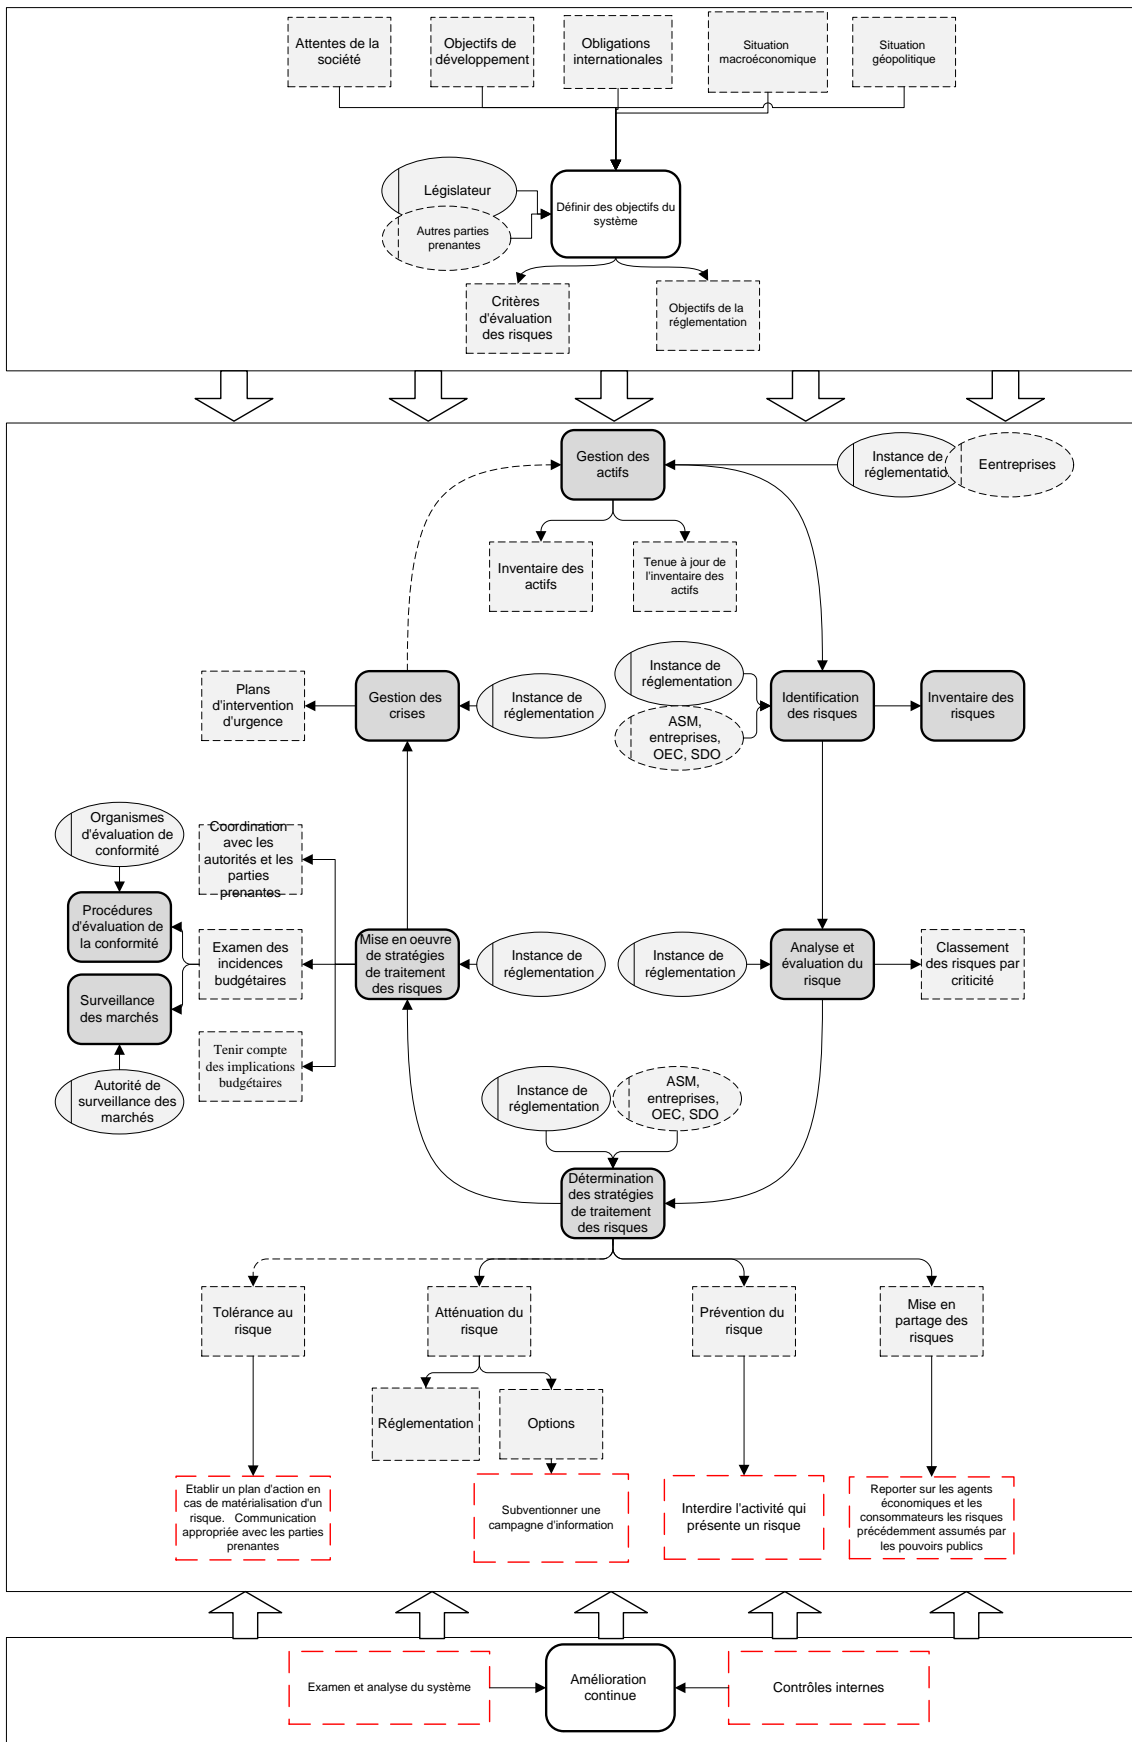 Attentes de la
société
Objectifs de
développement
Obligations
internationales
Situation
macroéconomique
Situation
géopolitique
Législateur
Autres parties
prenantes
Définir des objectifs du
système
Critères
d'évaluation
des risques
Objectifs de la
réglementation
Gestion des
actifs
Instance de
réglementatio
Eentreprises
Inventaire des
actifs
Tenue à jour de
l'inventaire des
actifs
Plans
d'intervention
d'urgence
Gestion des
crises
Instance de
réglementation
Instance de
réglementation
ASM,
entreprises,
OEC, SDO
Identification
des risques
Inventaire des
risques
Organismes
d'évaluation de
conformité
Coordination
avec les
autorités et les
parties
prenantes
Procédures
d'évaluation de
la conformité
Examen des
incidences
budgétaires
Mise en oeuvre
de stratégies
de traitement
des risques
Instance de
réglementation
Instance de
réglementation
Analyse et
évaluation du
risque
Classement
des risques par
criticité
Surveillance
des marchés
Tenir compte
des implications
budgétaires
Autorité de
surveillance des
marchés
Instance de
réglementation
ASM,
entreprises,
OEC, SDO
Détermination
des stratégies
de traitement
des risques
Tolérance au
risque
Atténuation du
risque
Prévention du
risque
Mise en
partage des
risques
Réglementation
Options
Etablir un plan d'action en
cas de matérialisation d'un
risque. Communication
appropriée avec les parties
prenantes
Subventionner une
campagne d'information
Interdire l'activité qui
présente un risque
Reporter sur les agents
économiques et les
consommateurs les risques
précédemment assumés par
les pouvoirs publics
Examen et analyse du système
Amélioration
continue
Contrôles internes